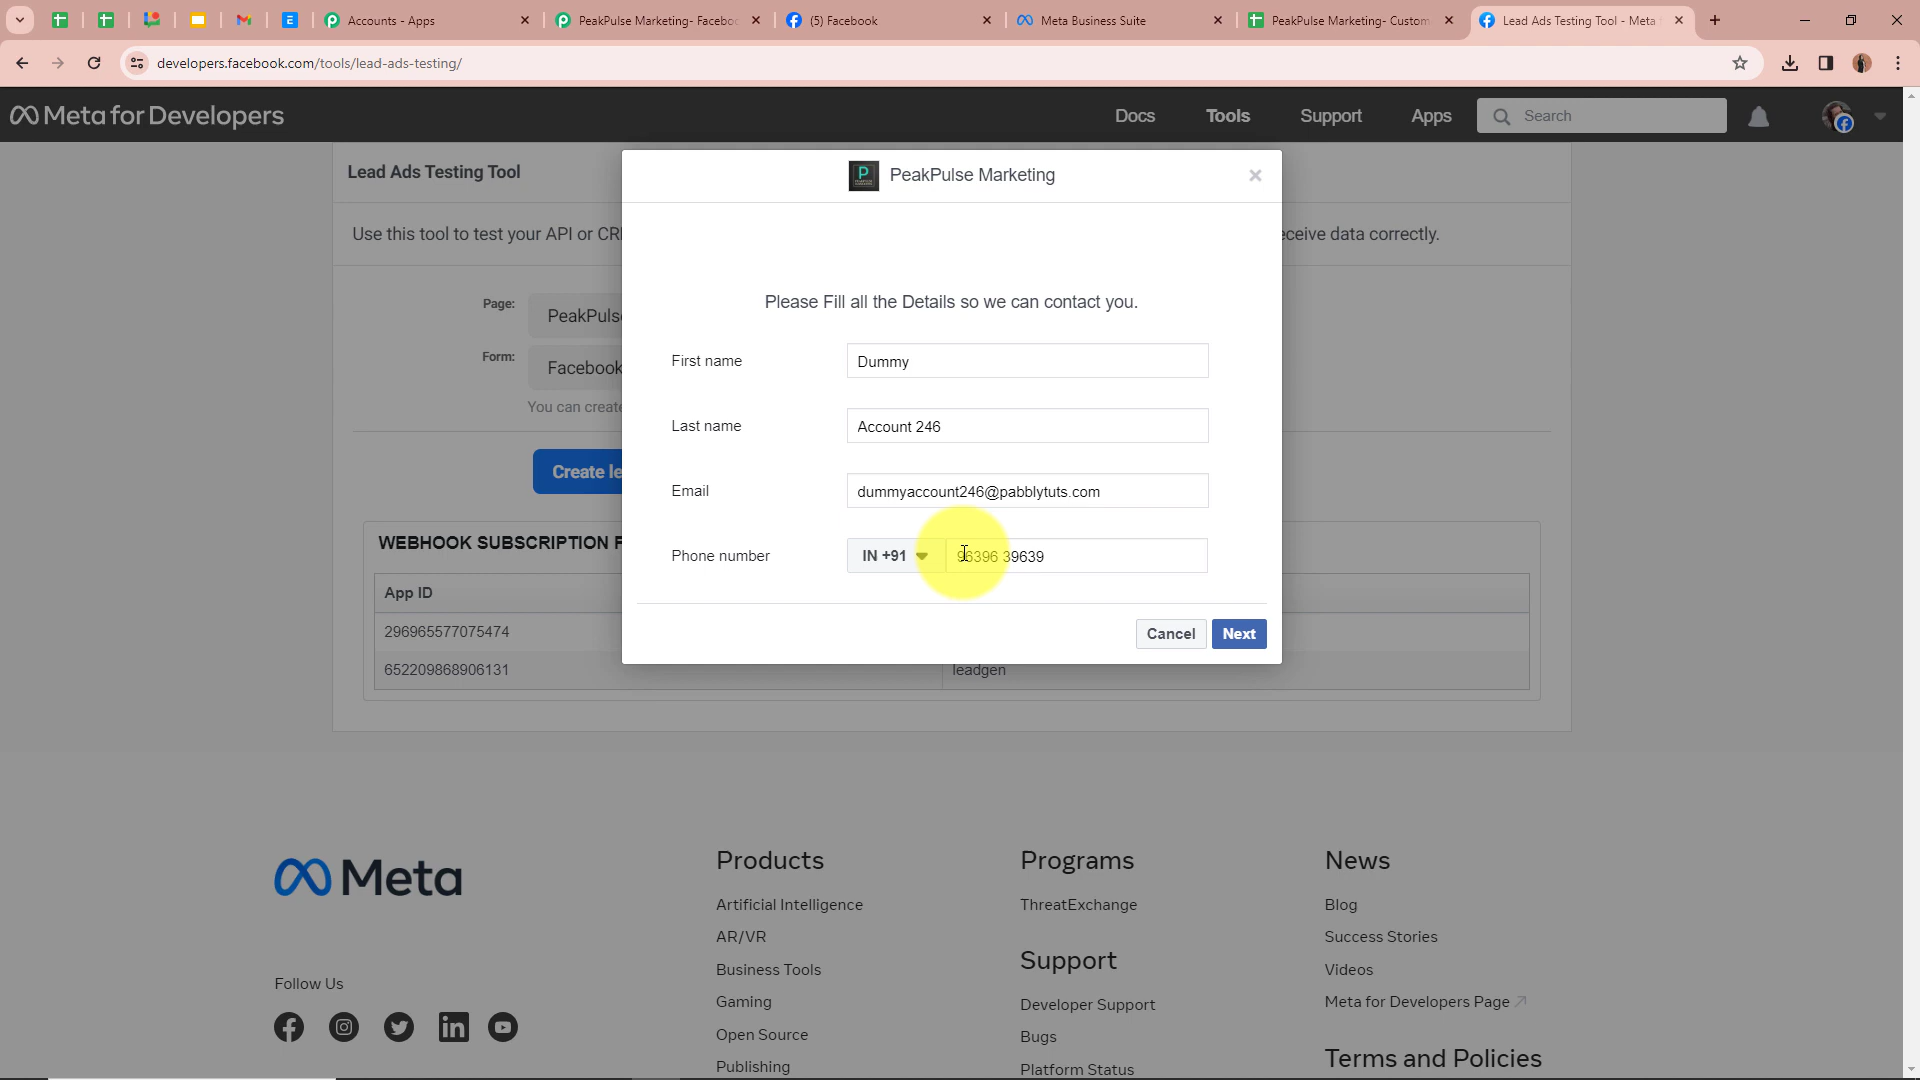 Accounts - Apps
PeakPulse Marketing- Faceboo
(5) Facebook
Meta Business Suite
PeakPulse Marketing- Custom
Lead Ads Testing Tool - Meta
developers.facebook.com/tools/lead-ads-testing/
Meta for Developers
Docs
Tools
Support
Apps
Search
Lead Ads Testing Tool
PeakPulse Marketing
Use this tool to test your API or CR
eceive data correctly.
Please Fill all the Details so we can contact you.
Page:
PeakPuls
Form:
Facebook
You can create
First name
Dummy
Last name
Account 246
Create le
Email
dummyaccount246@pabblytuts.com
WEBHOOK SUBSCRIPTION F
Phone number
IN +91
96396 39639
App ID
296965577075474
Cancel
Next
652209868906131
leadgen
Meta
Products
Programs
News
Artificial Intelligence
ThreatExchange
Blog
AR/VR
Success Stories
Business Tools
Support
Videos
Follow Us
Gaming
Developer Support
Meta for Developers Page
Open Source
Bugs
Publishing
Platform Status
Terms and Policies